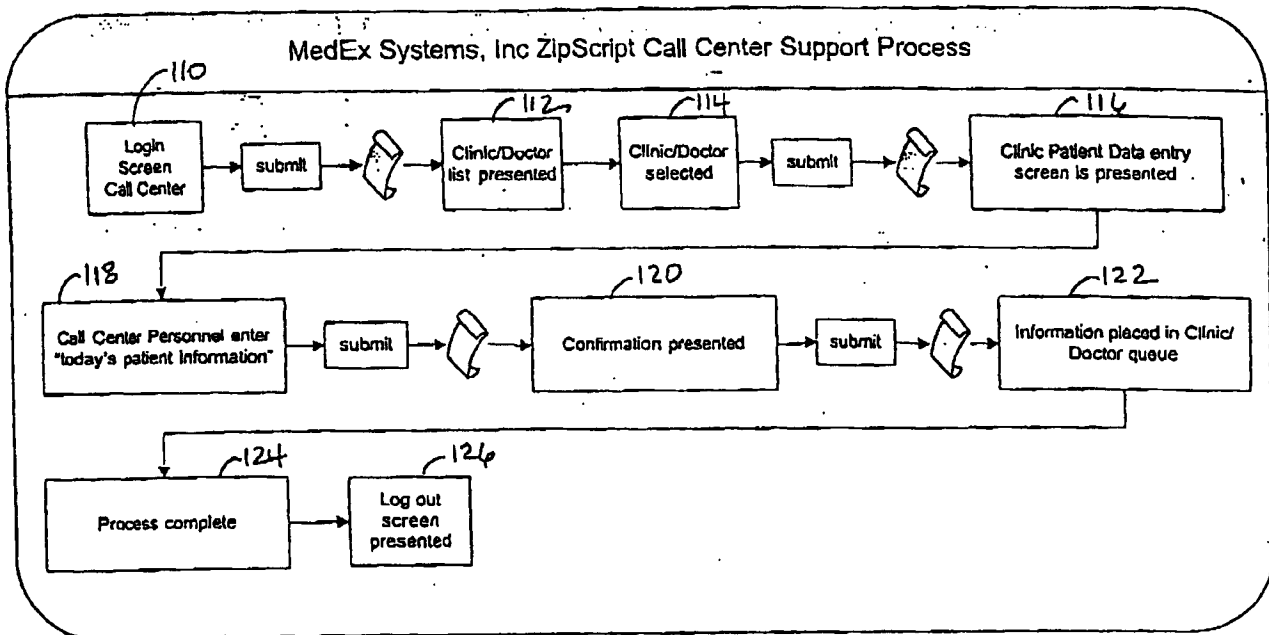 MedEx Systems, Inc ZipScript Call Center Support Process
110
112
114
116
Login
Screen
Call Center
submit
Clinic/Doctor
list presented
Clinic/Doctor
selected
submit
Clinic Patient Data entry
screen is presented
118
120
122
Call Center Personnel enter
"today's patient Information"
submit
Confirmation presented
submit
Information placed in Clinic/
Doctor queue
124
126
Process complete
Log out
screen
presented